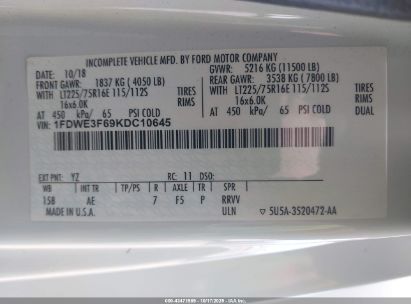 INCOMPLETE VEHICLE MFD. BY FORD MOTOR COMPANY
DATE: 10/18 GVWR: 5216 KG (11500 LB)
FRONT GAWR: 1837 KG (4050 LB) REAR GAWR: 3538 KG (7800 LB)
WITH LT225/75R16E 115/112S TIRES WITH LT225/75R16E 115/112S TIRES
16x6.0K RIMS 16x6.0K RIMS
AT 450 kPa/ 65 PSI COLD AT 450 kPa/ 65 PSI COLD DUAL
VIN: 1FDWE3F69KDC10645
EXT PNT: YZ RC: 11 DSO:
WB INT TR TP/PS R AXLE TR SPR
158 AE 7 F5 P RRVV
MADE IN U.S.A. ULN ▽ 5U5A-3520472-AA